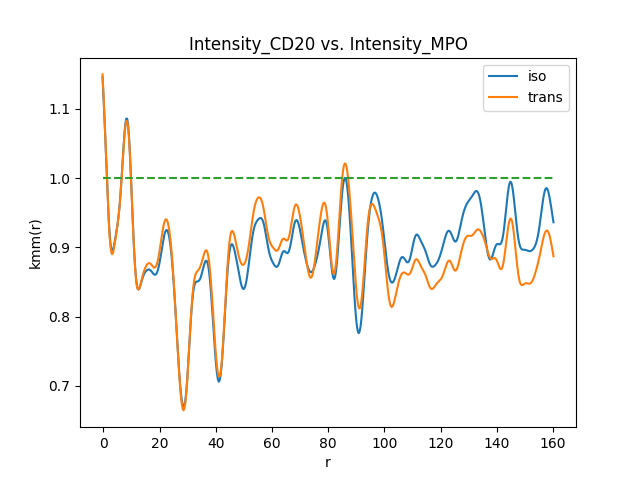 Intensity_CD20 vs. Intensity_MPO
iso
trans
kmm(r)
1.1
1.0
0.9
0.8
0.7
0 20 40 60 80 100 120 140 160
r